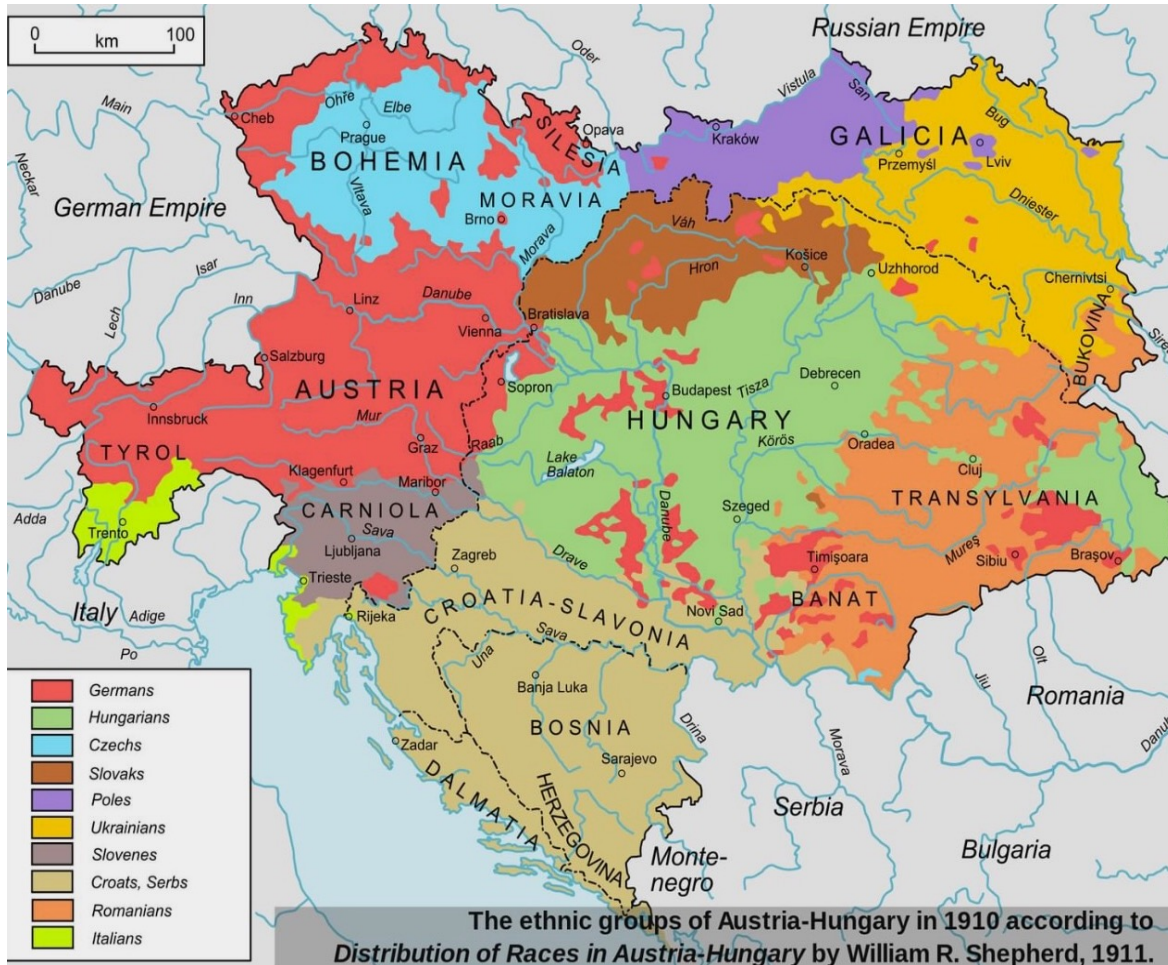 0 100
km
Russian Empire
Oder
Main
Ohře
Elbe
Cheb
Prague
BOHEMIA
Vltava
Neckar
German Empire
SILESIA
Opava
MORAVIA
Brno
Morava
Vistula
San
Kraków
GALICIA
Przemyśl
Bug
Lviv
Dniester
Váh
Hron
Košice
Uzhhorod
Chernivtsi
BUKOVINA
Danube
Isar
Lech
Inn
Linz
Danube
Vienna
Bratislava
Salzburg
AUSTRIA
Sopron
Budapest
Tisza
Debrecen
HUNGARY
Innsbruck
Mur
Graz
Raab
TYROL
Klagenfurt
Maribor
Lake
Balaton
Körös
Oradea
Cluj
TRANSYLVANIA
Adda
Trento
CARNIOLA
Sava
Ljubljana
Zagreb
Drave
Danube
Szeged
Mureş
Timişoara
Sibiu
Braşov
Trieste
Italy
Adige
Po
Rijeka
CROATIA-SLAVONIA
Sava
Novi Sad
BANAT
Una
Banja Luka
BOSNIA
Drina
Sarajevo
Zadar
DALMATIA
HERZEGOVINA
Morava
Jiu
Olt
Romania
Serbia
Monte-
negro
Bulgaria
Germans
Hungarians
Czechs
Slovaks
Poles
Ukrainians
Slovenes
Croats, Serbs
Romanians
Italians
The ethnic groups of Austria-Hungary in 1910 according to
Distribution of Races in Austria-Hungary by William R. Shepherd, 1911.